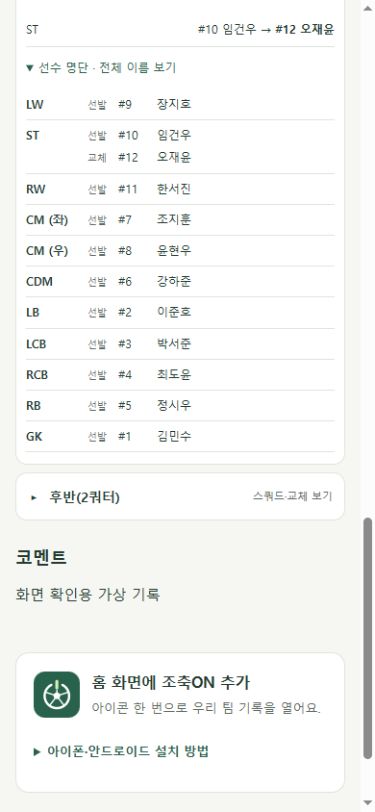 ST #10 임건우 → #12 오재윤
▼ 선수 명단 · 전체 이름 보기
LW 선발 #9 장지호
ST 선발 #10 임건우
교체 #12 오재윤
RW 선발 #11 한서진
CM (좌) 선발 #7 조지훈
CM (우) 선발 #8 윤현우
CDM 선발 #6 강하준
LB 선발 #2 이준호
LCB 선발 #3 박서준
RCB 선발 #4 최도윤
RB 선발 #5 정시우
GK 선발 #1 김민수
▸ 후반(2쿼터) 스쿼드·교체 보기
코멘트
화면 확인용 가상 기록
홈 화면에 조축ON 추가
아이콘 한 번으로 우리 팀 기록을 열어요.
▶ 아이폰·안드로이드 설치 방법